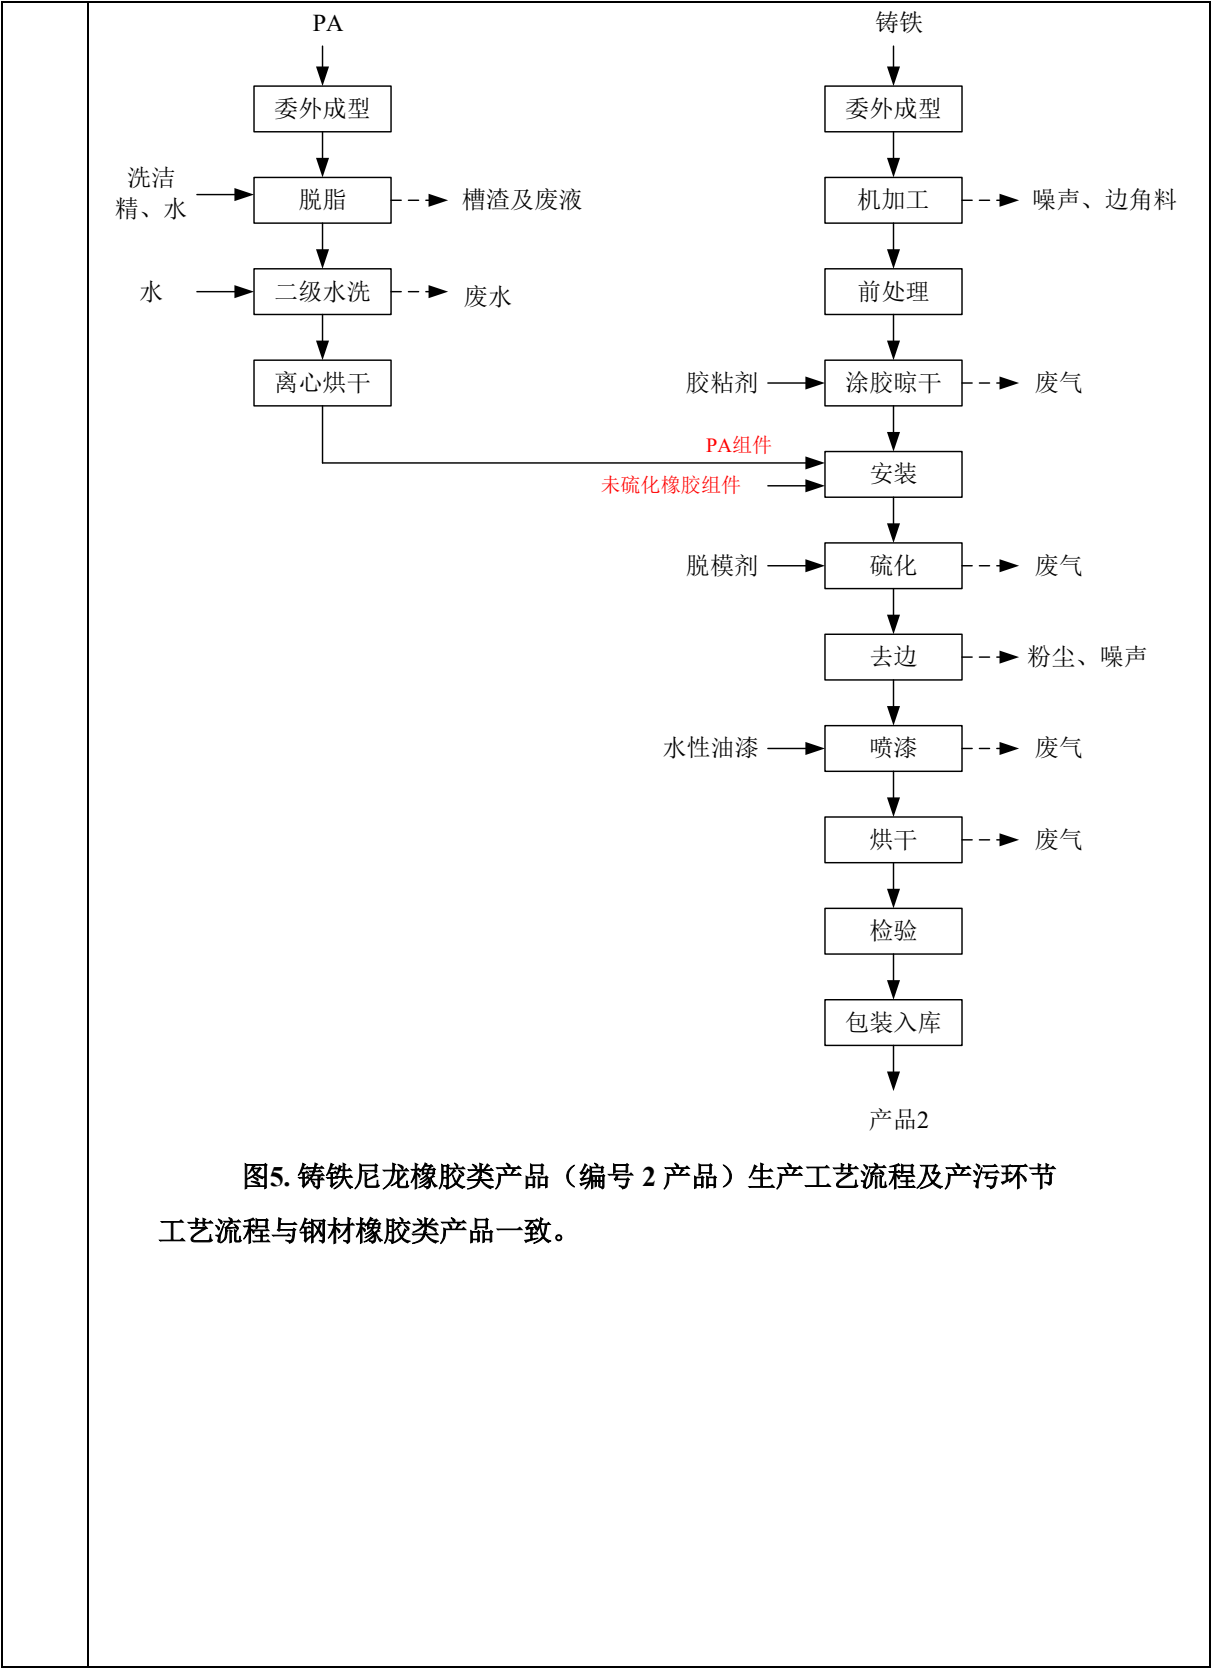 PA
铸铁
委外成型
委外成型
洗洁
精、水
脱脂
槽渣及废液
机加工
噪声、边角料
水
二级水洗
废水
前处理
离心烘干
胶粘剂
涂胶晾干
废气
PA组件
未硫化橡胶组件
安装
脱模剂
硫化
废气
去边
粉尘、噪声
水性油漆
喷漆
废气
烘干
废气
检验
包装入库
产品2
图5. 铸铁尼龙橡胶类产品（编号 2 产品）生产工艺流程及产污环节
工艺流程与钢材橡胶类产品一致。